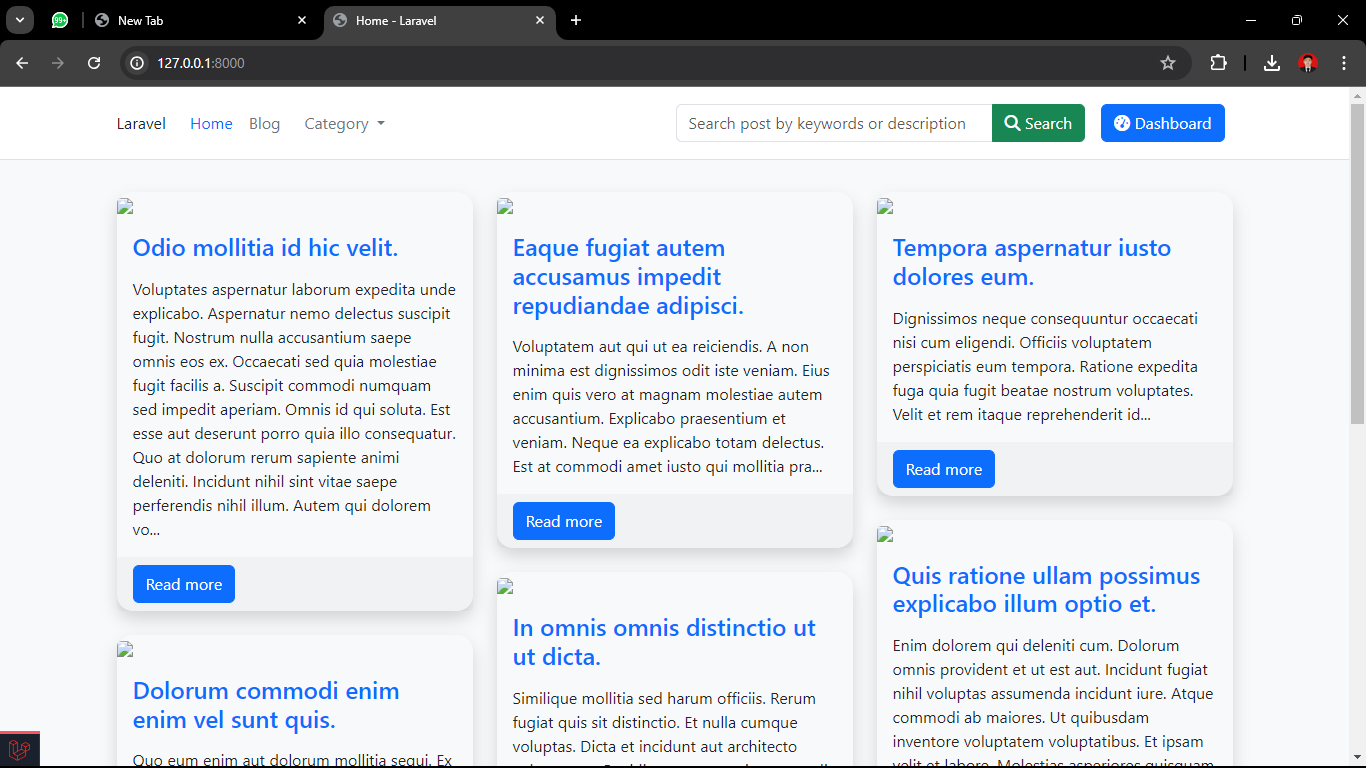 99+
New Tab
Home - Laravel
127.0.0.1:8000
Laravel
Home
Blog
Category
Search post by keywords or description
Search
Dashboard
Odio mollitia id hic velit.
Voluptates aspernatur laborum expedita unde
explicabo. Aspernatur nemo delectus suscipit
fugit. Nostrum nulla accusantium saepe
omnis eos ex. Occaecati sed quia molestiae
fugit facilis a. Suscipit commodi numquam
sed impedit aperiam. Omnis id qui soluta. Est
esse aut deserunt porro quia illo consequatur.
Quo at dolorum rerum sapiente animi
deleniti. Incidunt nihil sint vitae saepe
perferendis nihil illum. Autem qui dolorem
vo...
Read more
Dolorum commodi enim
enim vel sunt quis.
Quo eum enim aut dolorum mollitia sequi. Ex
Eaque fugiat autem
accusamus impedit
repudiandae adipisci.
Voluptatem aut qui ut ea reiciendis. A non
minima est dignissimos odit iste veniam. Eius
enim quis vero at magnam molestiae autem
accusantium. Explicabo praesentium et
veniam. Neque ea explicabo totam delectus.
Est at commodi amet iusto qui mollitia pra...
Read more
In omnis omnis distinctio ut
ut dicta.
Similique mollitia sed harum officiis. Rerum
fugiat quis sit distinctio. Et nulla cumque
voluptas. Dicta et incidunt aut architecto
Tempora aspernatur iusto
dolores eum.
Dignissimos neque consequuntur occaecati
nisi cum eligendi. Officiis voluptatem
perspiciatis eum tempora. Ratione expedita
fuga quia fugit beatae nostrum voluptates.
Velit et rem itaque reprehenderit id...
Read more
Quis ratione ullam possimus
explicabo illum optio et.
Enim dolorem qui deleniti cum. Dolorum
omnis provident et ut est aut. Incidunt fugiat
nihil voluptas assumenda incidunt iure. Atque
commodi ab maiores. Ut quibusdam
inventore voluptatem voluptatibus. Et ipsam
velit et labore. Molestias asperiores quisquam